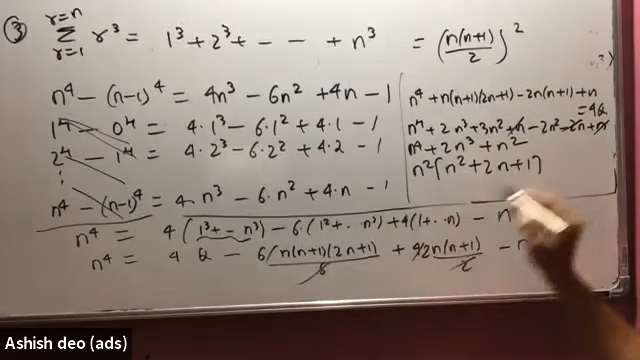 ③ ∑ r³ = 1³ + 2³ + - - - + n³ = (n(n+1)/2)²
r=n
r=1
n⁴ - (n-1)⁴ = 4n³ - 6n² + 4n - 1
1⁴ - 0⁴ = 4·1³ - 6·1² + 4·1 - 1
2⁴ - 1⁴ = 4·2³ - 6·2² + 4·2 - 1
⋮
n⁴ - (n-1)⁴ = 4·n³ - 6·n² + 4·n - 1
n⁴ = 4(1³+ - n³) - 6·(1²+ ·· n²) + 4(1+ ·· n) - n
n⁴ = 4 - 6(n(n+1)(2n+1))/6 + 2n(n+1)/2 - n
n⁴ + n(n+1)(2n+1) - 2n(n+1) + n
n⁴ + 2n³ + 3n² + n - 2n² - 2n + n
n⁴ + 2n³ + n²
n²[n² + 2n + 1]
Ashish deo (ads)